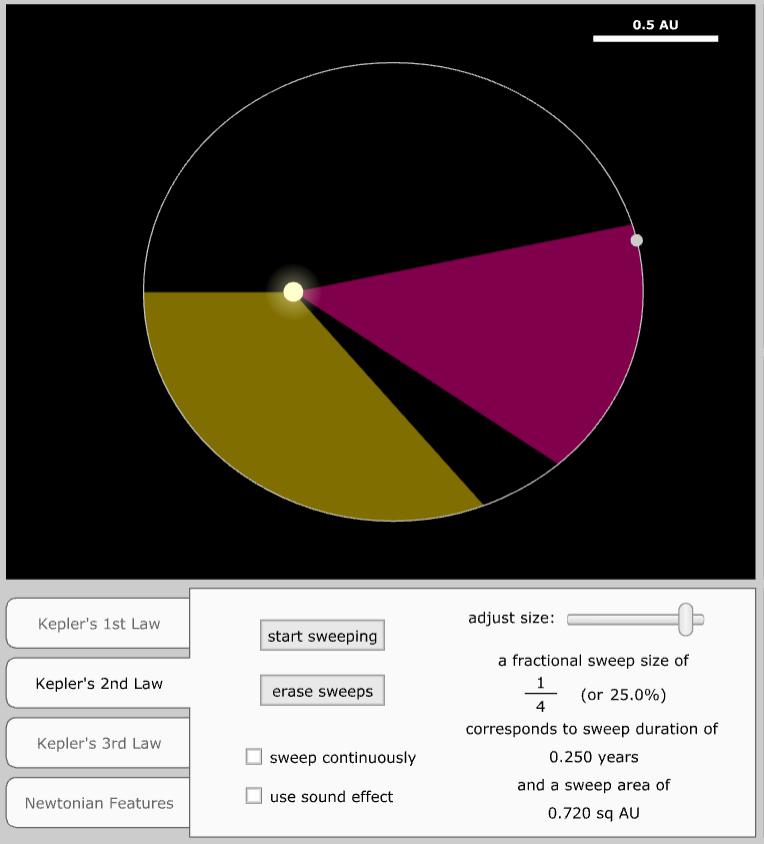 0.5 AU
Kepler's 1st Law
Kepler's 2nd Law
Kepler's 3rd Law
Newtonian Features
start sweeping
erase sweeps
sweep continuously
use sound effect
adjust size:
a fractional sweep size of
1
4
(or 25.0%)
corresponds to sweep duration of
0.250 years
and a sweep area of
0.720 sq AU